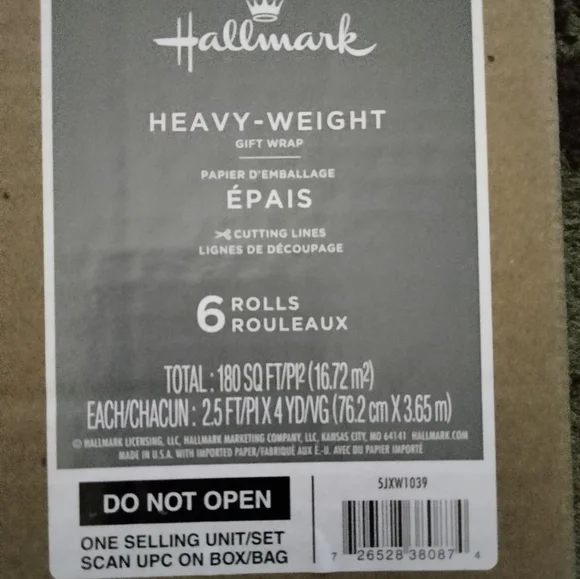 Hallmark
HEAVY-WEIGHT
GIFT WRAP
PAPIER D'EMBALLAGE
ÉPAIS
CUTTING LINES
LIGNES DE DÉCOUPAGE
6 ROLLS
ROULEAUX
TOTAL : 180 SQ FT/PI² (16.72 m²)
EACH/CHACUN : 2.5 FT/PI X 4 YD/VG (76.2 cm X 3.65 m)
© HALLMARK LICENSING, LLC, HALLMARK MARKETING COMPANY, LLC, KANSAS CITY, MO 64141 HALLMARK.COM
MADE IN U.S.A. WITH IMPORTED PAPER/FABRIQUÉ AUX É.-U. AVEC DU PAPIER IMPORTÉ
DO NOT OPEN
ONE SELLING UNIT/SET
SCAN UPC ON BOX/BAG
5JXW1039
7 26528 38087 4